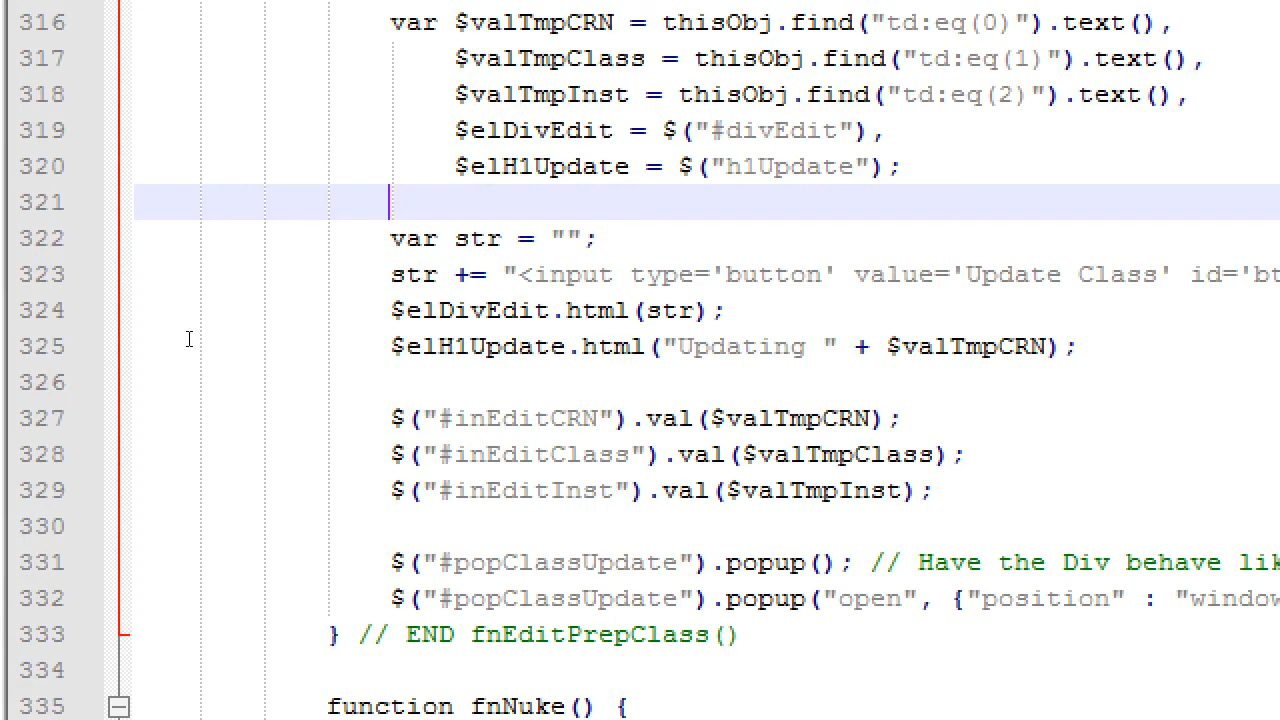 316 var $valTmpCRN = thisObj.find("td:eq(0)").text(),
317 $valTmpClass = thisObj.find("td:eq(1)").text(),
318 $valTmpInst = thisObj.find("td:eq(2)").text(),
319 $elDivEdit = $("#divEdit"),
320 $elH1Update = $("h1Update");
321
322 var str = "";
323 str += "<input type='button' value='Update Class' id='bt
324 $elDivEdit.html(str);
325 $elH1Update.html("Updating " + $valTmpCRN);
326
327 $("#inEditCRN").val($valTmpCRN);
328 $("#inEditClass").val($valTmpClass);
329 $("#inEditInst").val($valTmpInst);
330
331 $("#popClassUpdate").popup(); // Have the Div behave lik
332 $("#popClassUpdate").popup("open", {"position" : "window
333 } // END fnEditPrepClass()
334
335 function fnNuke() {